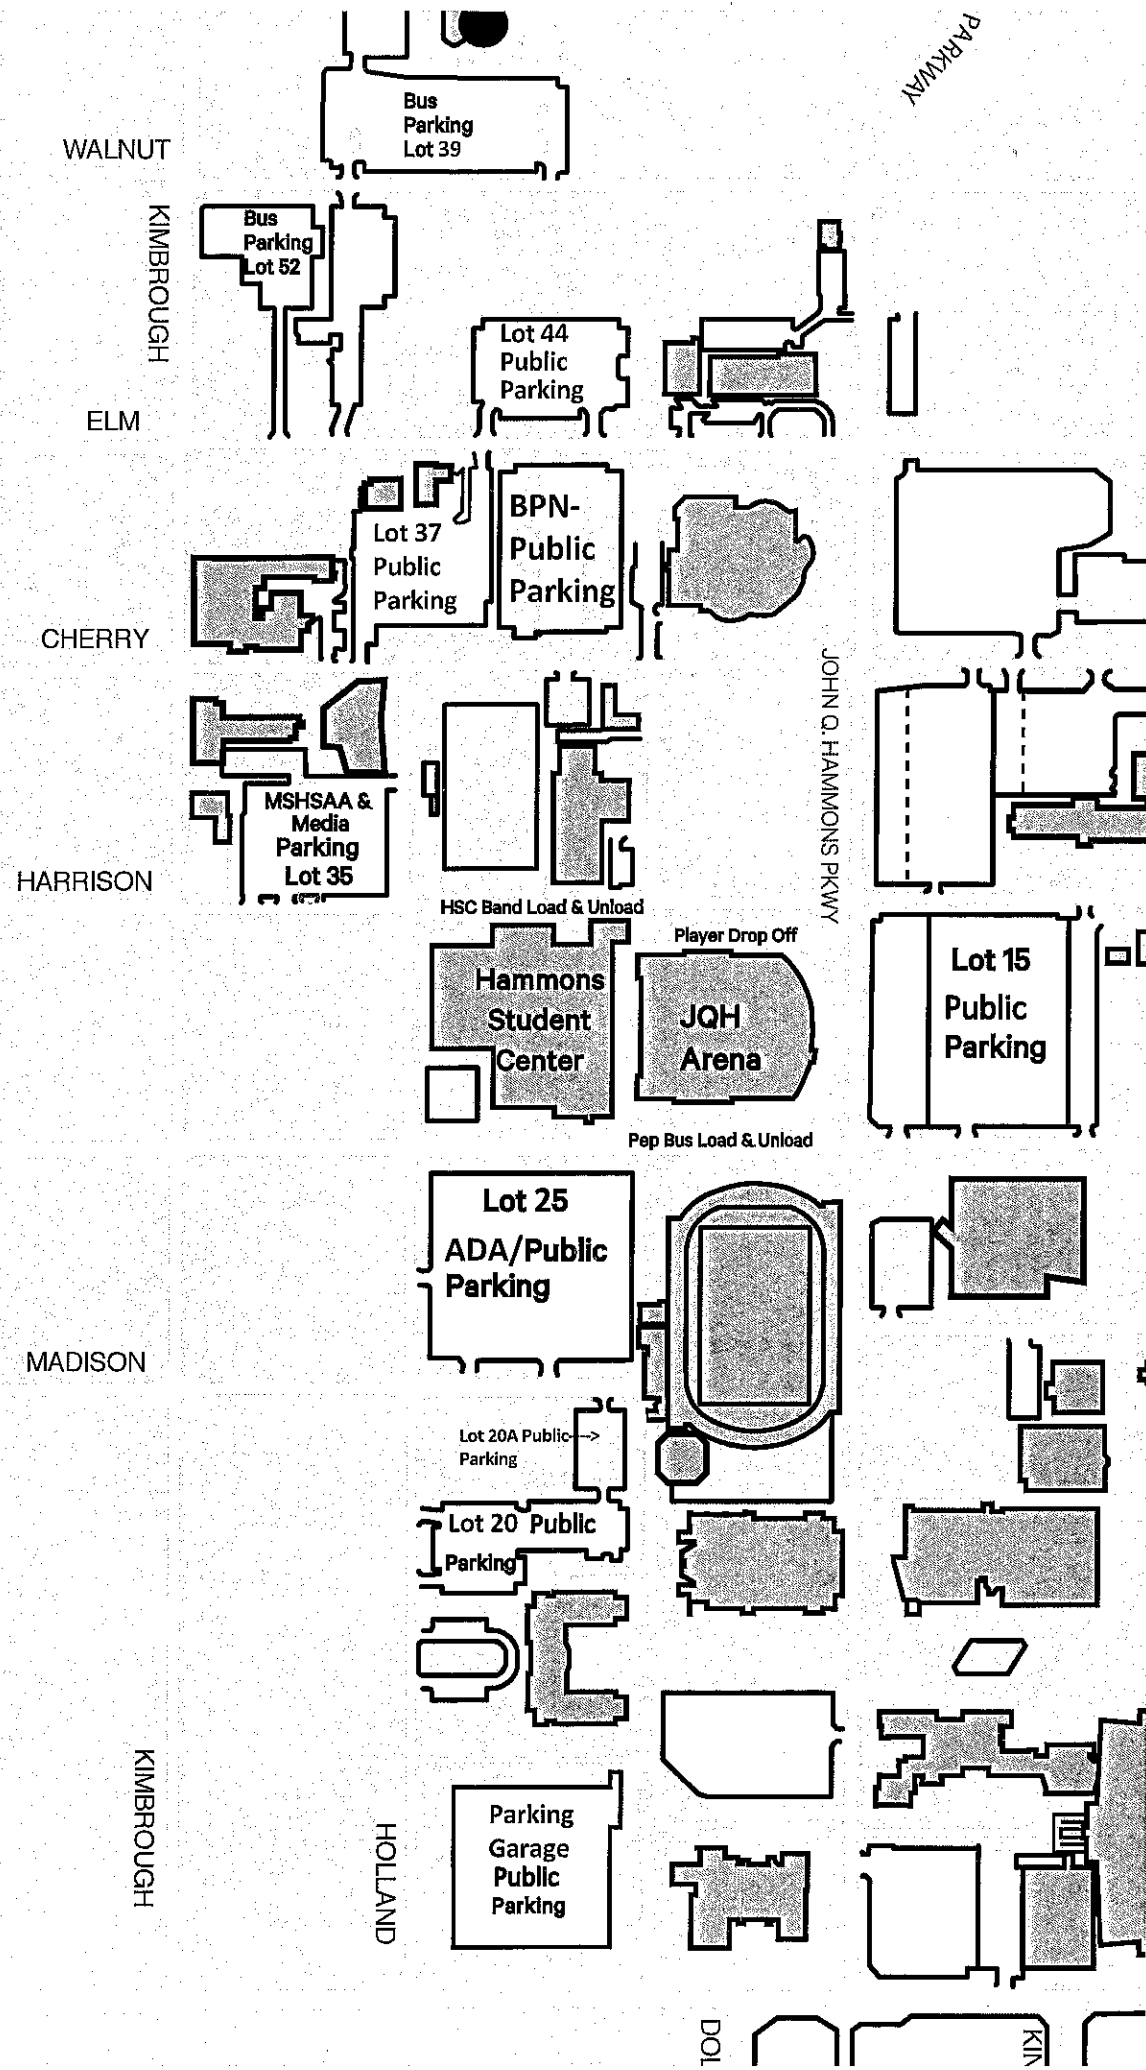 PARKWAY
Bus
Parking
Lot 39
WALNUT
KIMBROUGH
Bus
Parking
Lot 52
Lot 44
Public
Parking
ELM
Lot 37
Public
Parking
BPN-
Public
Parking
CHERRY
JOHN Q. HAMMONS PKWY
MSHSAA &
Media
Parking
Lot 35
HARRISON
HSC Band Load & Unload
Player Drop Off
Hammons
Student
Center
JQH
Arena
Lot 15
Public
Parking
Pep Bus Load & Unload
Lot 25
ADA/Public
Parking
MADISON
Lot 20A Public---->
Parking
Lot 20 Public
Parking
KIMBROUGH
HOLLAND
Parking
Garage
Public
Parking
DOL
KIN